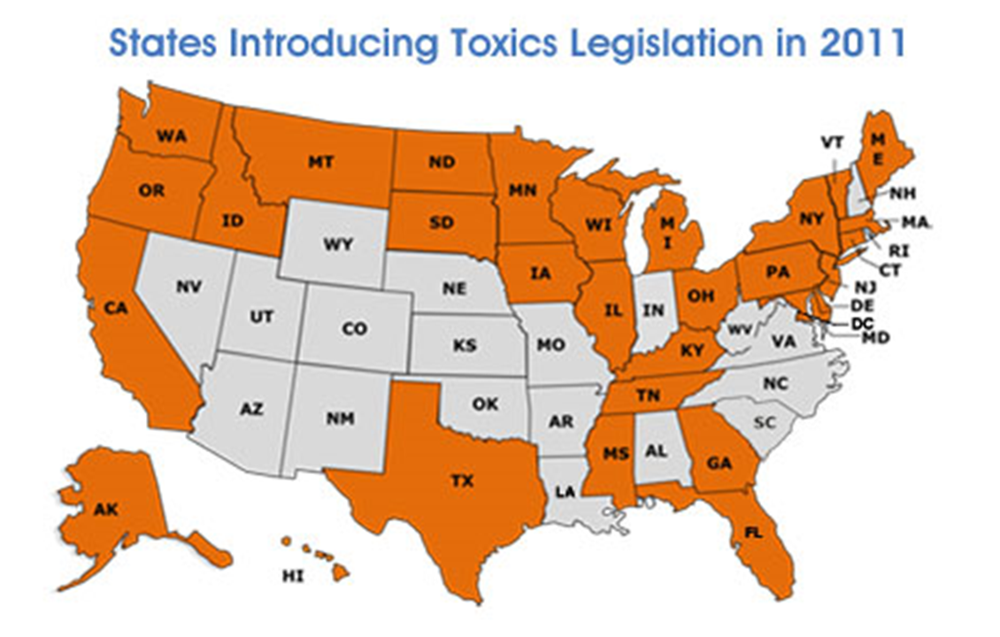 States Introducing Toxics Legislation in 2011
WA
MT
ND
MN
VT
M
E
OR
ID
SD
WI
M
I
NY
NH
MA
WY
IA
PA
RI
CT
NV
NE
IL
IN
OH
NJ
DE
DC
MD
CA
UT
CO
KS
MO
KY
WV
VA
AZ
NM
OK
AR
TN
NC
SC
TX
LA
MS
AL
GA
AK
HI
FL